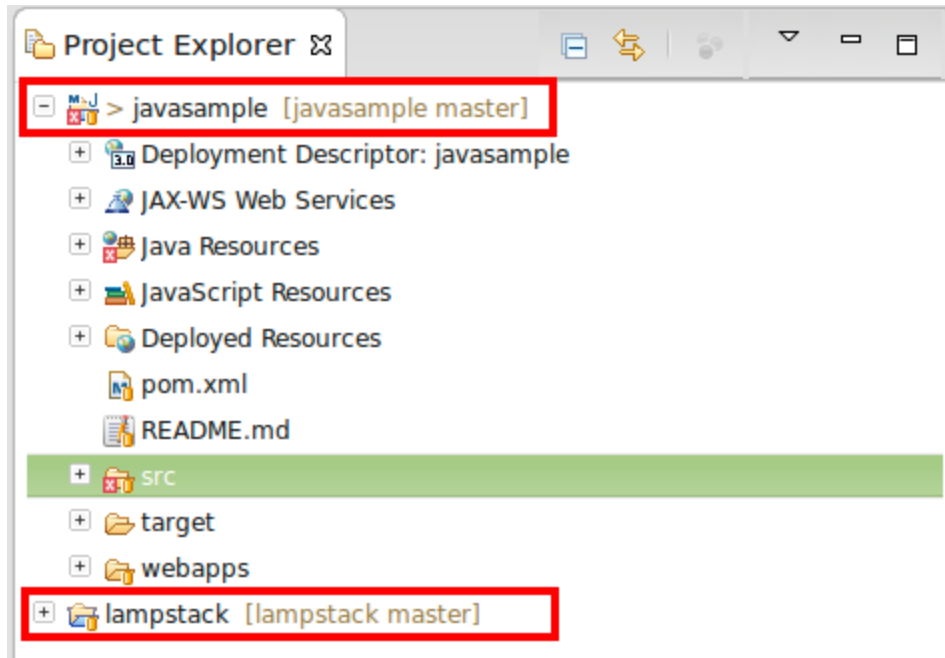 Project Explorer
> javasample [javasample master]
Deployment Descriptor: javasample
JAX-WS Web Services
Java Resources
JavaScript Resources
Deployed Resources
pom.xml
README.md
src
target
webapps
lampstack [lampstack master]